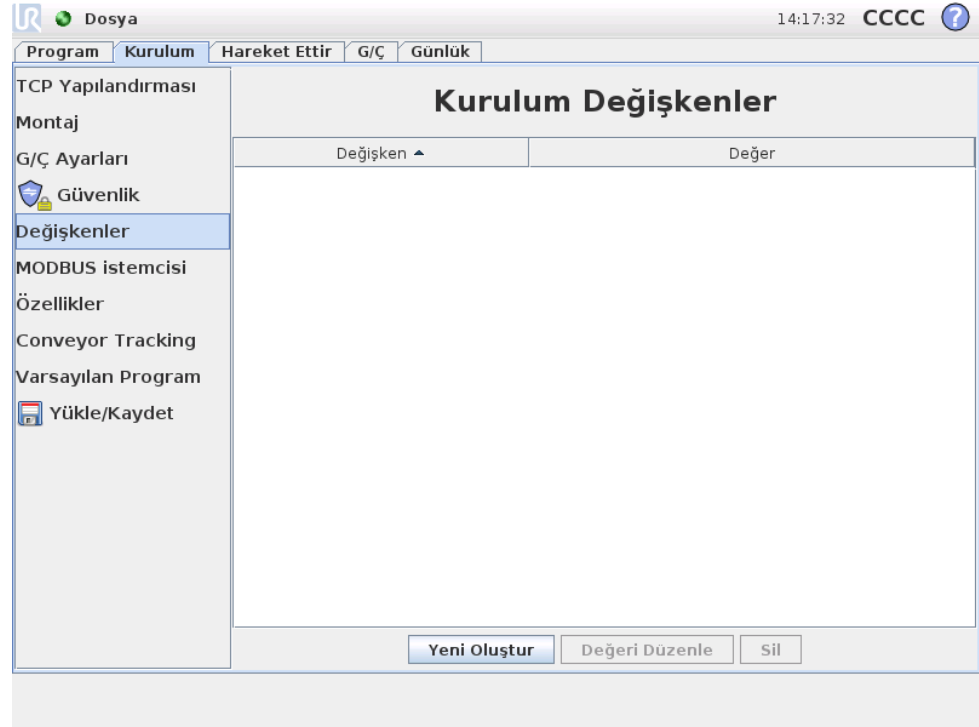 UR Dosya 14:17:32 CCCC ?
Program Kurulum Hareket Ettir G/Ç Günlük
TCP Yapılandırması
Montaj
G/Ç Ayarları
Güvenlik
Değişkenler
MODBUS istemcisi
Özellikler
Conveyor Tracking
Varsayılan Program
Yükle/Kaydet
Kurulum Değişkenler
Değişken Değer
Yeni Oluştur Değeri Düzenle Sil